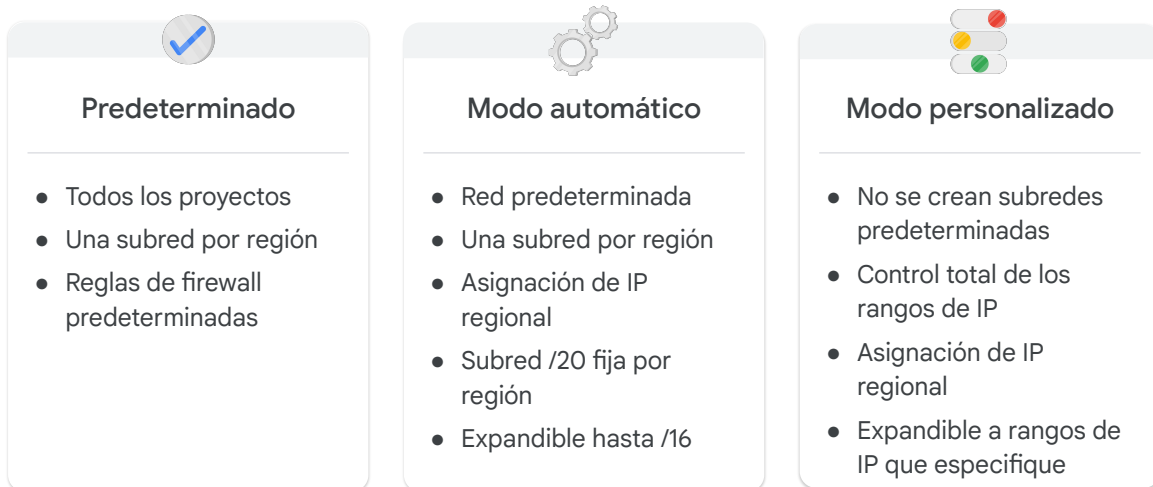 Predeterminado
● Todos los proyectos
● Una subred por región
● Reglas de firewall
predeterminadas
Modo automático
● Red predeterminada
● Una subred por región
● Asignación de IP
regional
● Subred /20 fija por
región
● Expandible hasta /16
Modo personalizado
● No se crean subredes
predeterminadas
● Control total de los
rangos de IP
● Asignación de IP
regional
● Expandible a rangos de
IP que especifique